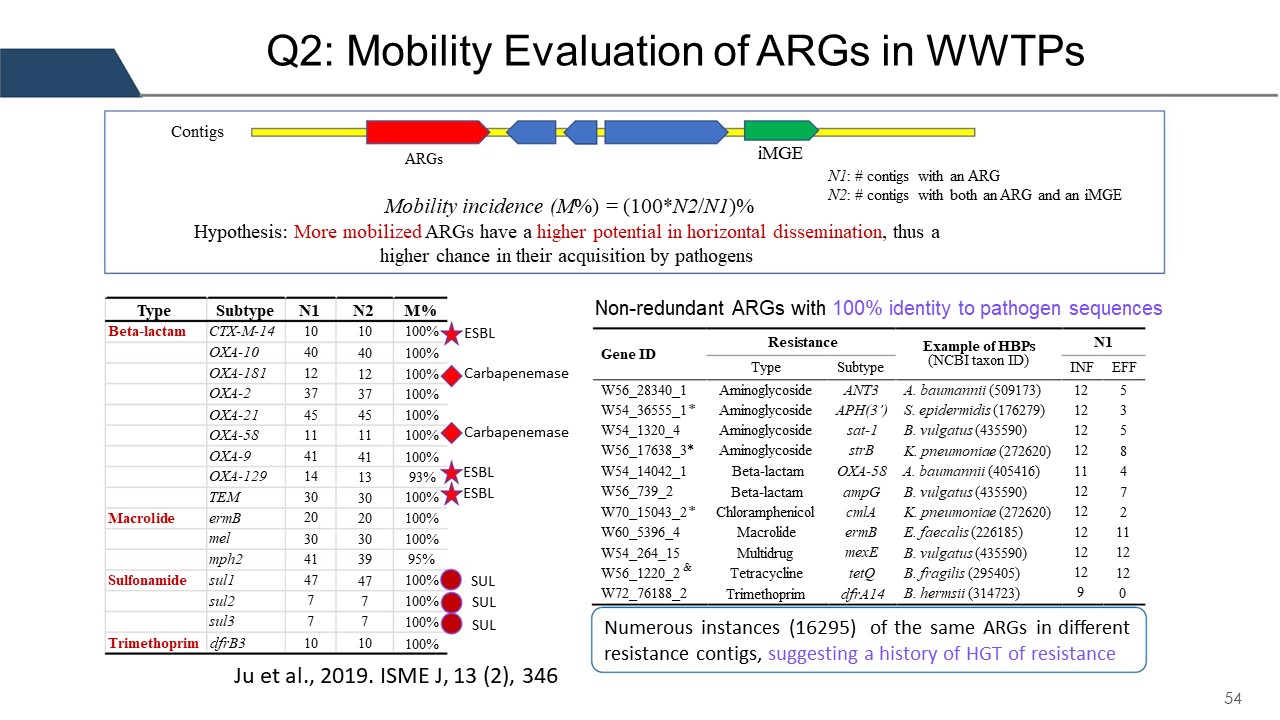 Q2: Mobility Evaluation of ARGs in WWTPs
Contigs
ARGs
iMGE
N1: # contigs with an ARG
N2: # contigs with both an ARG and an iMGE
Mobility incidence (M%) = (100*N2/N1)%
Hypothesis: More mobilized ARGs have a higher potential in horizontal dissemination, thus a
higher chance in their acquisition by pathogens
Type Subtype N1 N2 M%
Beta-lactam CTX-M-14 10 10 100% ESBL
OXA-10 40 40 100%
OXA-181 12 12 100% Carbapenemase
OXA-2 37 37 100%
OXA-21 45 45 100%
OXA-58 11 11 100% Carbapenemase
OXA-9 41 41 100%
OXA-129 14 13 93% ESBL
TEM 30 30 100% ESBL
Macrolide ermB 20 20 100%
mel 30 30 100%
mph2 41 39 95%
Sulfonamide sul1 47 47 100% SUL
sul2 7 7 100% SUL
sul3 7 7 100% SUL
Trimethoprim dfrB3 10 10 100%
Ju et al., 2019. ISME J, 13 (2), 346
Non-redundant ARGs with 100% identity to pathogen sequences
Gene ID Resistance Example of HBPs (NCBI taxon ID) N1
Type Subtype INF EFF
W56_28340_1 Aminoglycoside ANT3 A. baumannii (509173) 12 5
W54_36555_1* Aminoglycoside APH(3’) S. epidermidis (176279) 12 3
W54_1320_4 Aminoglycoside sat-1 B. vulgatus (435590) 12 5
W56_17638_3* Aminoglycoside strB K. pneumoniae (272620) 12 8
W54_14042_1 Beta-lactam OXA-58 A. baumannii (405416) 11 4
W56_739_2 Beta-lactam ampG B. vulgatus (435590) 12 7
W70_15043_2* Chloramphenicol cmlA K. pneumoniae (272620) 12 2
W60_5396_4 Macrolide ermB E. faecalis (226185) 12 11
W54_264_15 Multidrug mexE B. vulgatus (435590) 12 12
W56_1220_2 & Tetracycline tetQ B. fragilis (295405) 12 12
W72_76188_2 Trimethoprim dfrA14 B. hermsii (314723) 9 0
Numerous instances (16295) of the same ARGs in different
resistance contigs, suggesting a history of HGT of resistance
54